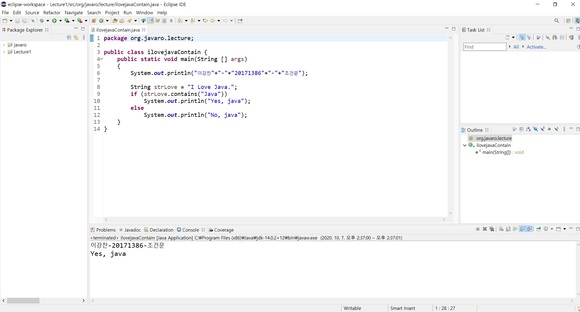 eclipse-workspace - Lecture1/src/org/javaro/lecture/ilovejavaContain.java - Eclipse IDE
File Edit Source Refactor Navigate Search Project Run Window Help
Package Explorer
javaro
Lecture1
ilovejavaContain.java
1 package org.javaro.lecture;
2
3 public class ilovejavaContain {
4 public static void main(String [] args)
5 {
6 System.out.println("이강찬"+"-"+"20171386"+"-"+"조건문");
7
8 String strLove = "I Love Java.";
9 if (strLove.contains("Java"))
10 System.out.println("Yes, java");
11 else
12 System.out.println("No, java");
13 }
14 }
Task List
Find
All
Activate...
Outline
org.javaro.lecture
ilovejavaContain
main(String[]) : void
Problems Javadoc Declaration Console Coverage
<terminated> ilovejavaContain [Java Application] C:₩Program Files (x86)₩Java₩jdk-14.0.2+12₩bin₩javaw.exe (2020. 10. 7. 오후 2:37:00 – 오후 2:37:01)
이강찬-20171386-조건문
Yes, java
Writable
Smart Insert
1 : 28 : 27